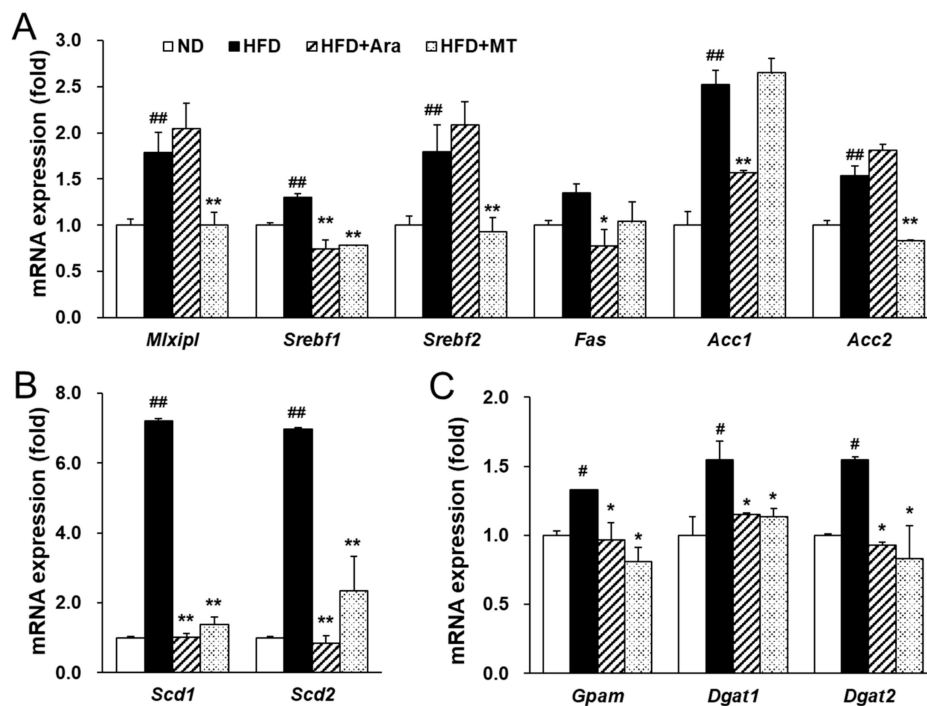 A
ND HFD HFD+Ara HFD+MT
mRNA expression (fold)
3.0
2.5
2.0
1.5
1.0
0.5
0.0
## ** ## ** ** ## ** * ## ** ## **
Mlxipl Srebf1 Srebf2 Fas Acc1 Acc2
B
mRNA expression (fold)
8.0
6.0
4.0
2.0
0.0
## ** ** ## ** **
Scd1 Scd2
C
mRNA expression (fold)
2.0
1.5
1.0
0.5
0.0
# * * # * * # * *
Gpam Dgat1 Dgat2